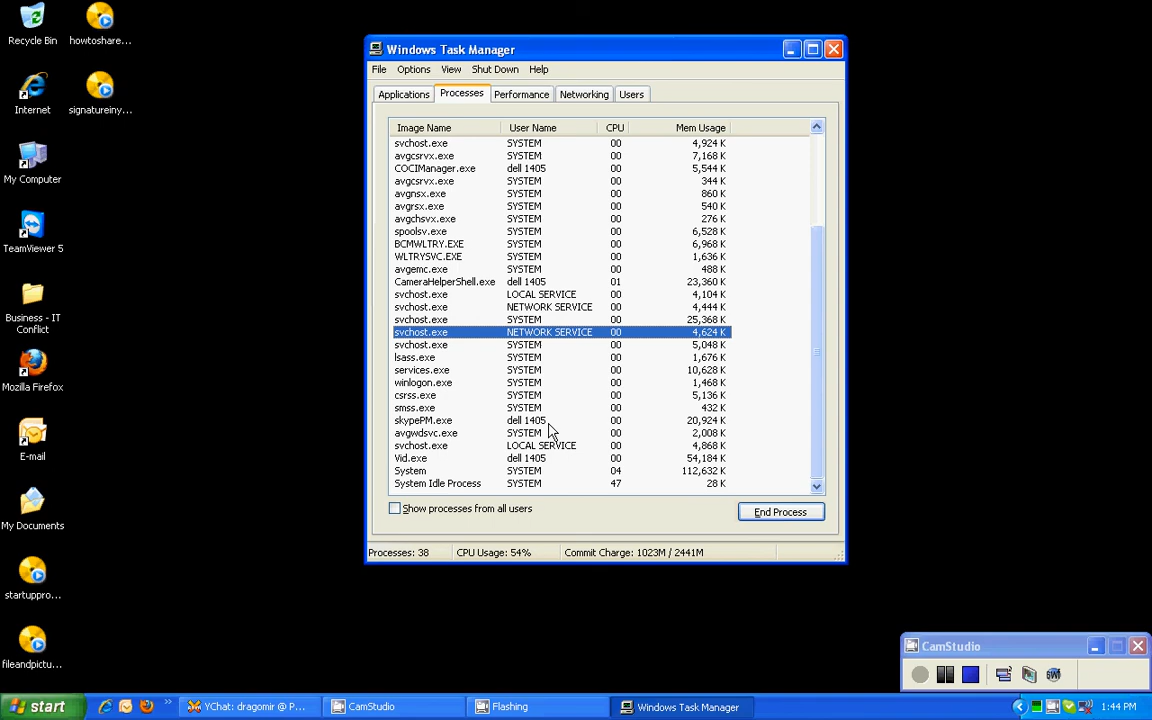 Recycle Bin
howtoshare...
Internet
signatureiny...
My Computer
TeamViewer 5
Business - IT
Conflict
Mozilla Firefox
E-mail
My Documents
startuppro...
fileandpictu...
Windows Task Manager
File Options View Shut Down Help
Applications Processes Performance Networking Users
Image Name User Name CPU Mem Usage
svchost.exe SYSTEM 00 4,924 K
avgcsrvx.exe SYSTEM 00 7,168 K
COCIManager.exe dell 1405 00 5,544 K
avgcsrvx.exe SYSTEM 00 344 K
avgnsx.exe SYSTEM 00 860 K
avgrsx.exe SYSTEM 00 540 K
avgchsvx.exe SYSTEM 00 276 K
spoolsv.exe SYSTEM 00 6,528 K
BCMWLTRY.EXE SYSTEM 00 6,968 K
WLTRYSVC.EXE SYSTEM 00 1,636 K
avgemc.exe SYSTEM 00 488 K
CameraHelperShell.exe dell 1405 01 23,360 K
svchost.exe LOCAL SERVICE 00 4,104 K
svchost.exe NETWORK SERVICE 00 4,444 K
svchost.exe SYSTEM 00 25,368 K
svchost.exe NETWORK SERVICE 00 4,624 K
svchost.exe SYSTEM 00 5,048 K
lsass.exe SYSTEM 00 1,676 K
services.exe SYSTEM 00 10,628 K
winlogon.exe SYSTEM 00 1,468 K
csrss.exe SYSTEM 00 5,136 K
smss.exe SYSTEM 00 432 K
skypePM.exe dell 1405 00 20,924 K
avgwdsvc.exe SYSTEM 00 2,008 K
svchost.exe LOCAL SERVICE 00 4,868 K
Vid.exe dell 1405 00 54,184 K
System SYSTEM 04 112,632 K
System Idle Process SYSTEM 47 28 K
Show processes from all users
End Process
Processes: 38 CPU Usage: 54% Commit Charge: 1023M / 2441M
CamStudio
start
YChat: dragomir @ P...
CamStudio
Flashing
Windows Task Manager
1:44 PM